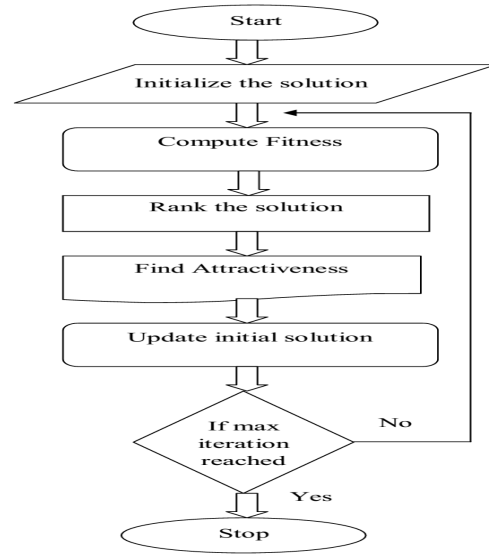 Start
Initialize the solution
Compute Fitness
Rank the solution
Find Attractiveness
Update initial solution
If max
iteration
reached
No
Yes
Stop